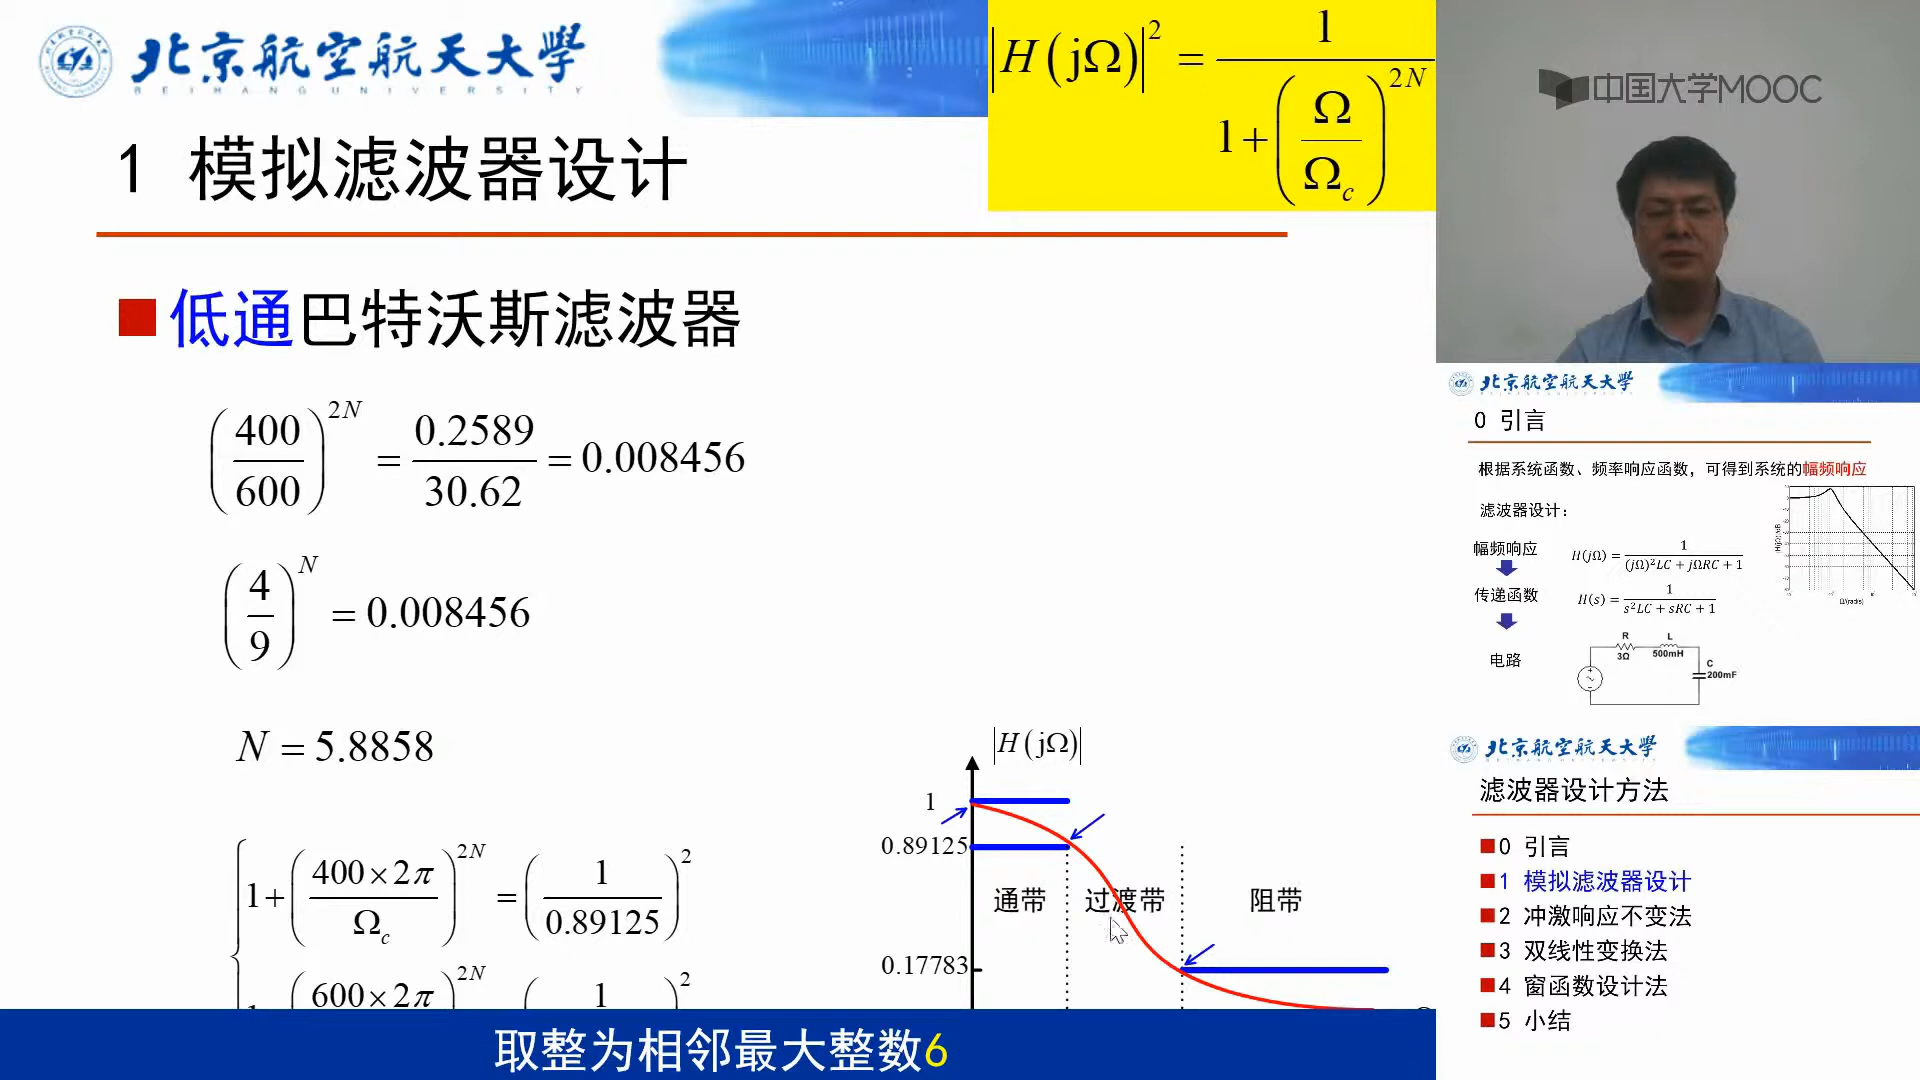 北京航空航天大学
BEIHANG UNIVERSITY
|H(jΩ)|² = 1 / (1+(Ω/Ω_c)^{2N})
1 模拟滤波器设计
低通巴特沃斯滤波器
(400/600)^{2N} = 0.2589/30.62 = 0.008456
(4/9)^N = 0.008456
N = 5.8858
1+(400×2π/Ω_c)^{2N} = (1/0.89125)²
(600×2π)^{2N} (1)²
|H(jΩ)|
1
0.89125
通带 过渡带 阻带
0.17783
取整为相邻最大整数6
中国大学MOOC
北京航空航天大学
0 引言
根据系统函数、频率响应函数，可得到系统的幅频响应
滤波器设计：
幅频响应
H(jΩ) = 1 / ((jΩ)²LC + jΩRC + 1)
传递函数
H(s) = 1 / (s²LC + sRC + 1)
电路
R
3Ω
L
500mH
C
200mF
北京航空航天大学
滤波器设计方法
0 引言
1 模拟滤波器设计
2 冲激响应不变法
3 双线性变换法
4 窗函数设计法
5 小结